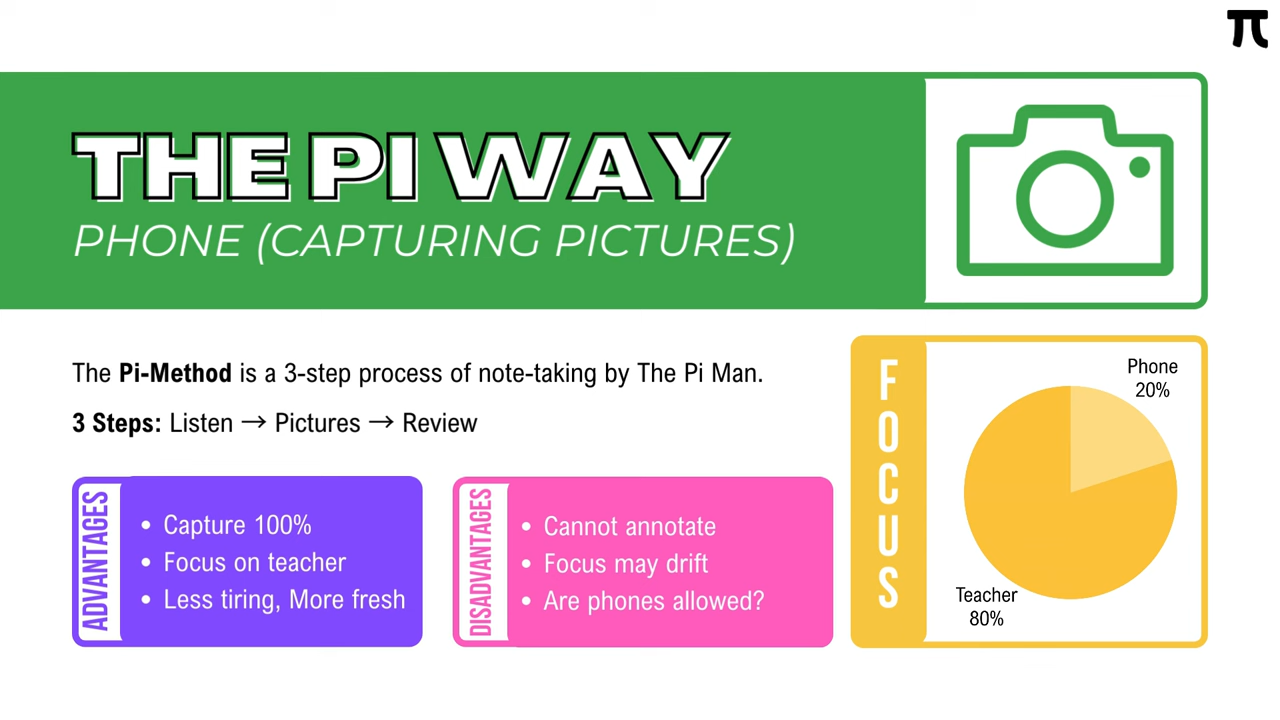 π
THE PI WAY
PHONE (CAPTURING PICTURES)
The Pi-Method is a 3-step process of note-taking by The Pi Man.
3 Steps: Listen → Pictures → Review
ADVANTAGES
• Capture 100%
• Focus on teacher
• Less tiring, More fresh
DISADVANTAGES
• Cannot annotate
• Focus may drift
• Are phones allowed?
FOCUS
Phone
20%
Teacher
80%